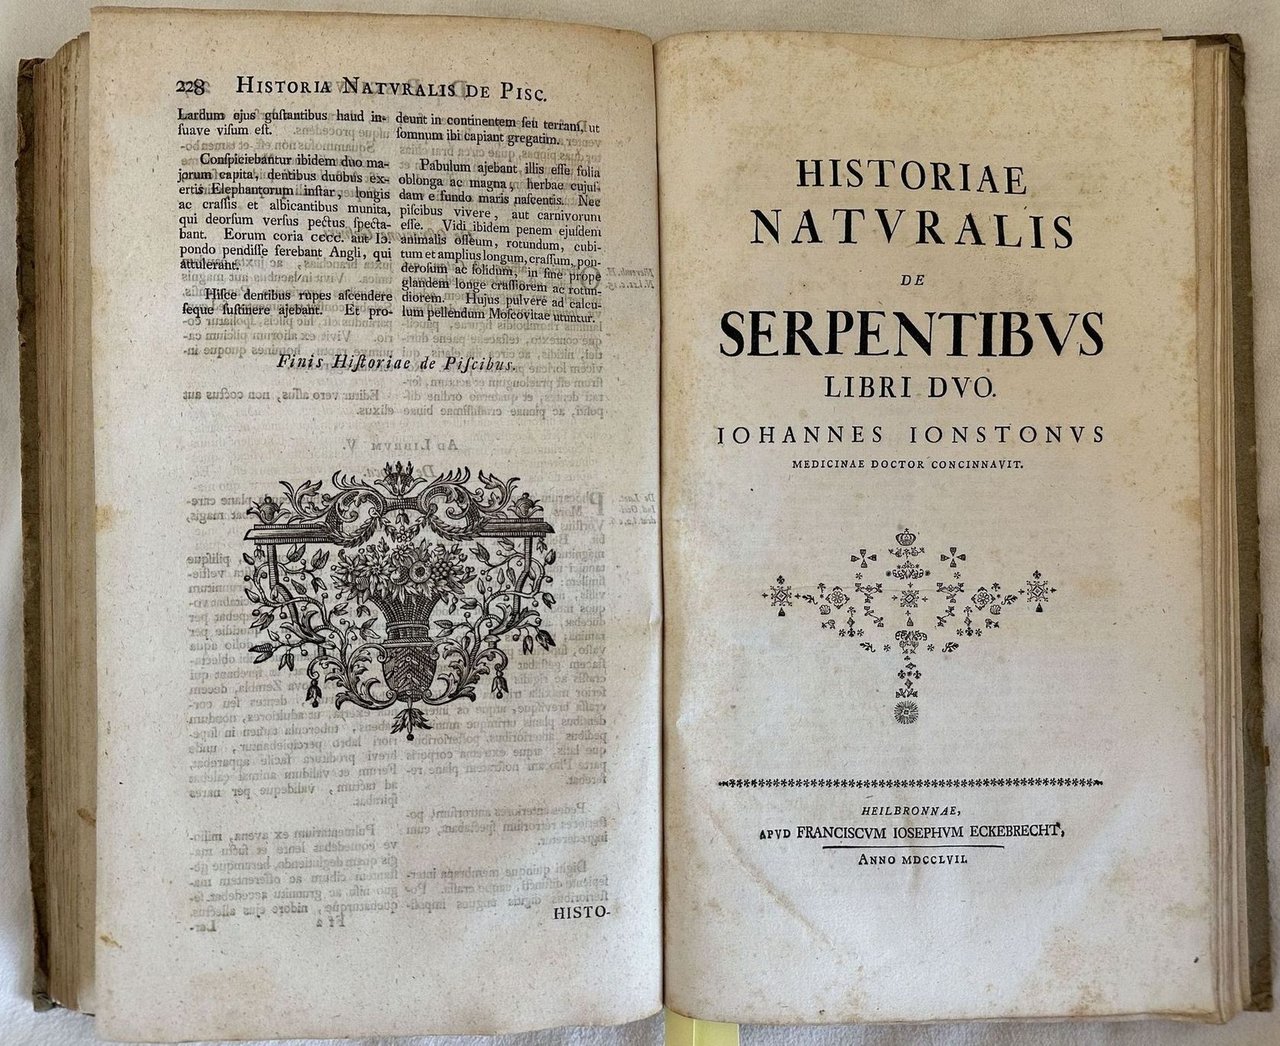 228 HISTORIA NATVRALIS DE PISC.
Lardum ejus gustantibus haud in-
suave visum est.
Conspiciebantur ibidem duo ma-
jorum capita, dentibus duobus ex-
ertis Elephantorum instar, longis
ac crassis et albicantibus munita,
qui deorsum versus pectus specta-
bant. Eorum coria cccc. aut
pondo pendisse ferebant Angli, qui
attulerant.
Hisce dentibus rupes ascendere
seque sustinere ajebant. Et pro-
deunt in continentem seu terram, ut
somnum ibi capiant gregatim.
Pabulum ajebant illis esse folia
oblonga ac magna, herbae cujus-
dam e fundo maris nascentis. Nec
piscibus vivere, aut carnivorum
esse. Vidi ibidem penem ejusdem
animalis osseum, rotundum, cubi-
tum et amplius longum, crassum, pon-
derosum ac solidum, in fine prope
glandem longe crassiorem ac rotun-
diorem. Hujus pulvere ad calcu-
lum pellendum Moscovitae utuntur.
Finis Historiae de Piscibus.
HISTO-
HISTORIAE
NATVRALIS
DE
SERPENTIBVS
LIBRI DVO.
IOHANNES IONSTONVS
MEDICINAE DOCTOR CONCINNAVIT.
HEILBRONNAE,
APVD FRANCISCVM IOSEPHVM ECKEBRECHT,
ANNO MDCCLVII.